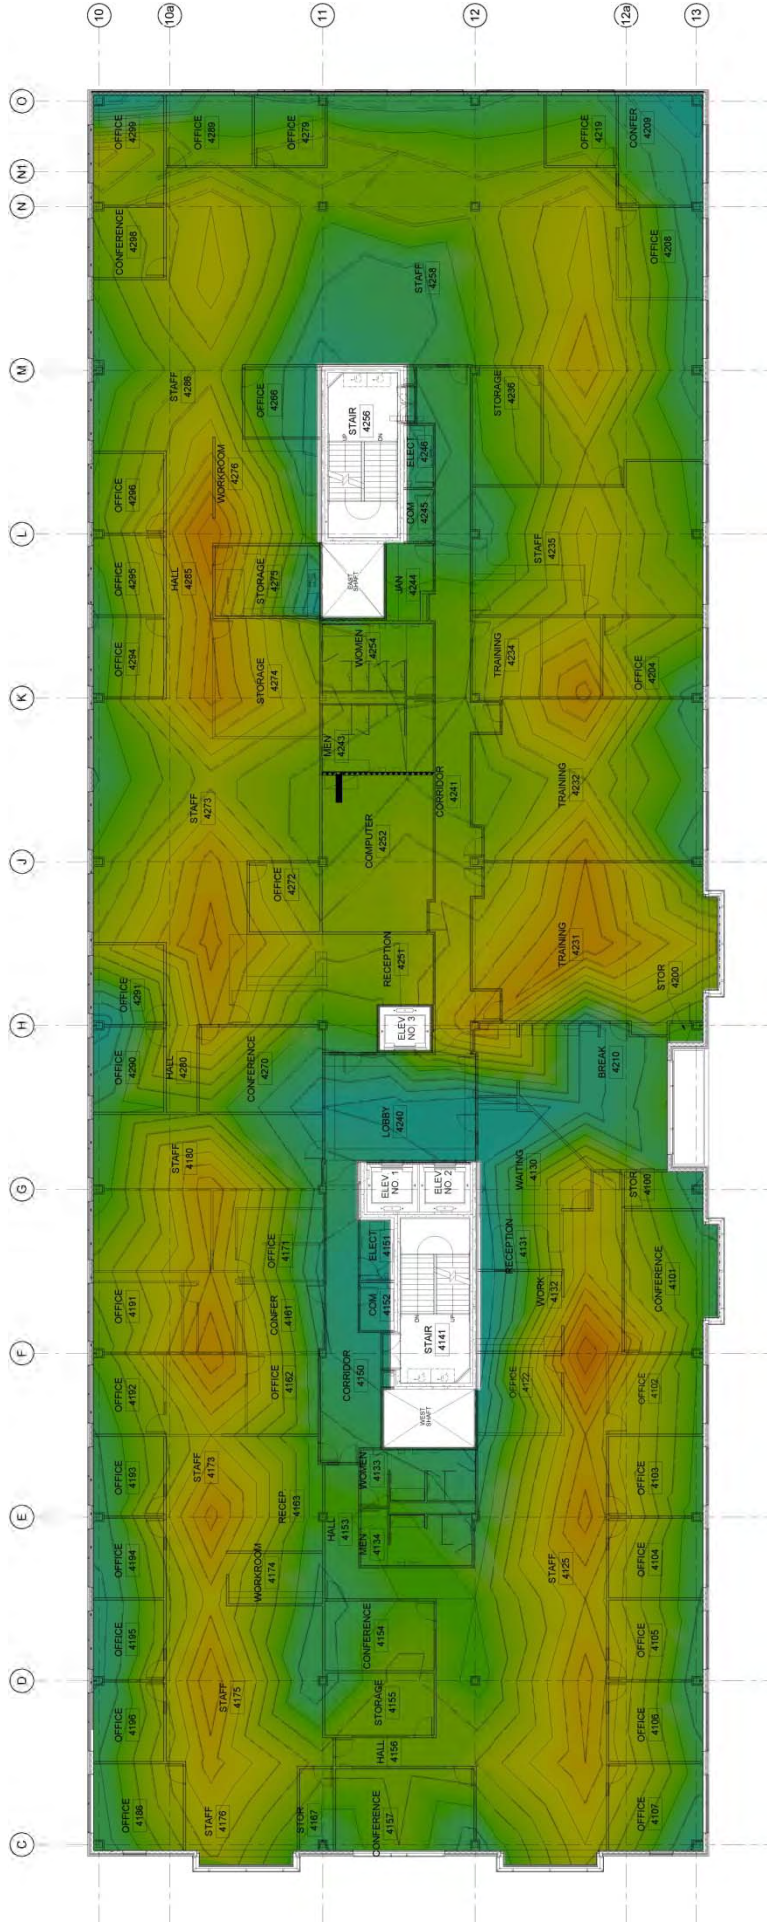 10
10a
11
12
12a
13
O
N1
N
M
L
K
J
H
G
F
E
D
C
OFFICE
4299
OFFICE
4289
OFFICE
4279
OFFICE
4219
CONFER
4209
CONFERENCE
4298
STAFF
4258
OFFICE
4208
STAFF
4286
OFFICE
4266
STAIR
4256
UP
DN
STORAGE
4236
OFFICE
4296
WORKROOM
4276
ELECT
4246
COM
4245
OFFICE
4295
HALL
4285
STORAGE
4275
EAST
SHAFT
JAN
4244
STAFF
4235
OFFICE
4294
STORAGE
4274
WOMEN
4254
TRAINING
4234
OFFICE
4204
MEN
4243
CORRIDOR
4241
STAFF
4273
COMPUTER
4252
TRAINING
4232
OFFICE
4272
RECEPTION
4251
TRAINING
4231
STOR
4200
OFFICE
4291
ELEV
NO. 3
OFFICE
4290
HALL
4280
CONFERENCE
4270
LOBBY
4240
BREAK
4210
STAFF
4180
ELEV
NO. 1
ELEV
NO. 2
WAITING
4130
STOR
4100
OFFICE
4171
ELECT
4151
RECEPTION
4131
OFFICE
4191
CONFER
4161
COM
4152
DN
UP
WORK
4132
CONFERENCE
4101
STAIR
4141
OFFICE
4192
OFFICE
4162
CORRIDOR
4150
OFFICE
4122
OFFICE
4102
WEST
SHAFT
OFFICE
4193
STAFF
4173
WOMEN
4133
OFFICE
4103
RECEP
4163
HALL
4153
MEN
4134
OFFICE
4194
WORKROOM
4174
STAFF
4125
OFFICE
4104
OFFICE
4195
CONFERENCE
4154
OFFICE
4105
OFFICE
4196
STAFF
4175
STORAGE
4155
OFFICE
4106
HALL
4156
OFFICE
4186
STAFF
4176
STOR
4167
CONFERENCE
4157
OFFICE
4107